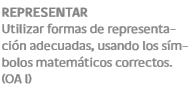 REPRESENTAR
Utilizar formas de representa-
ción adecuadas, usando los sím-
bolos matemáticos correctos.
(OA l)